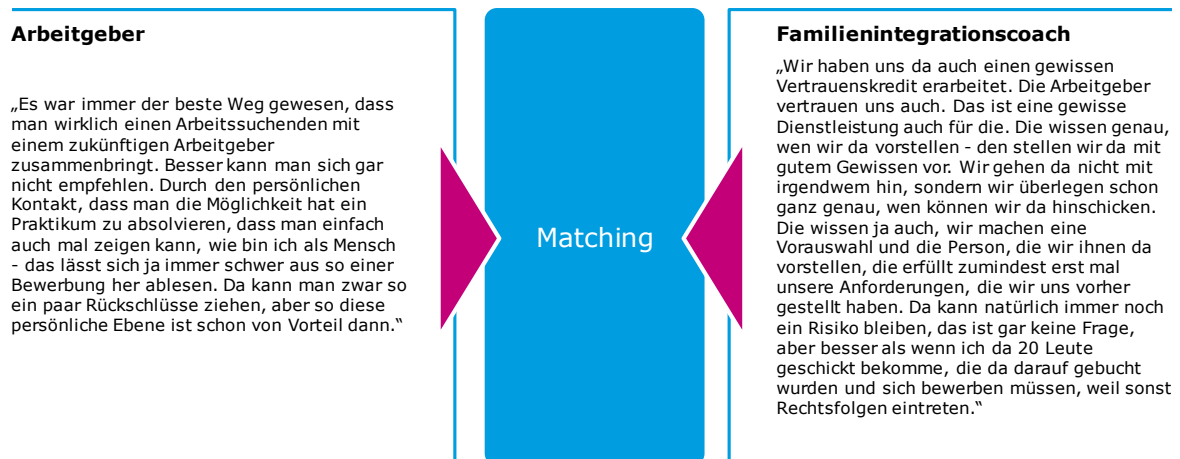 Arbeitgeber
„Es war immer der beste Weg gewesen, dass
man wirklich einen Arbeitssuchenden mit
einem zukünftigen Arbeitgeber
zusammenbringt. Besser kann man sich gar
nicht empfehlen. Durch den persönlichen
Kontakt, dass man die Möglichkeit hat ein
Praktikum zu absolvieren, dass man einfach
auch mal zeigen kann, wie bin ich als Mensch
- das lässt sich ja immer schwer aus so einer
Bewerbung her ablesen. Da kann man zwar so
ein paar Rückschlüsse ziehen, aber so diese
persönliche Ebene ist schon von Vorteil dann.“
Matching
Familienintegrationscoach
„Wir haben uns da auch einen gewissen
Vertrauenskredit erarbeitet. Die Arbeitgeber
vertrauen uns auch. Das ist eine gewisse
Dienstleistung auch für die. Die wissen genau,
wen wir da vorstellen - den stellen wir da mit
gutem Gewissen vor. Wir gehen da nicht mit
irgendwem hin, sondern wir überlegen schon
ganz genau, wen können wir da hinschicken.
Die wissen ja auch, wir machen eine
Vorauswahl und die Person, die wir ihnen da
vorstellen, die erfüllt zumindest erst mal
unsere Anforderungen, die wir uns vorher
gestellt haben. Da kann natürlich immer noch
ein Risiko bleiben, das ist gar keine Frage,
aber besser als wenn ich da 20 Leute
geschickt bekomme, die da darauf gebucht
wurden und sich bewerben müssen, weil sonst
Rechtsfolgen eintreten.“